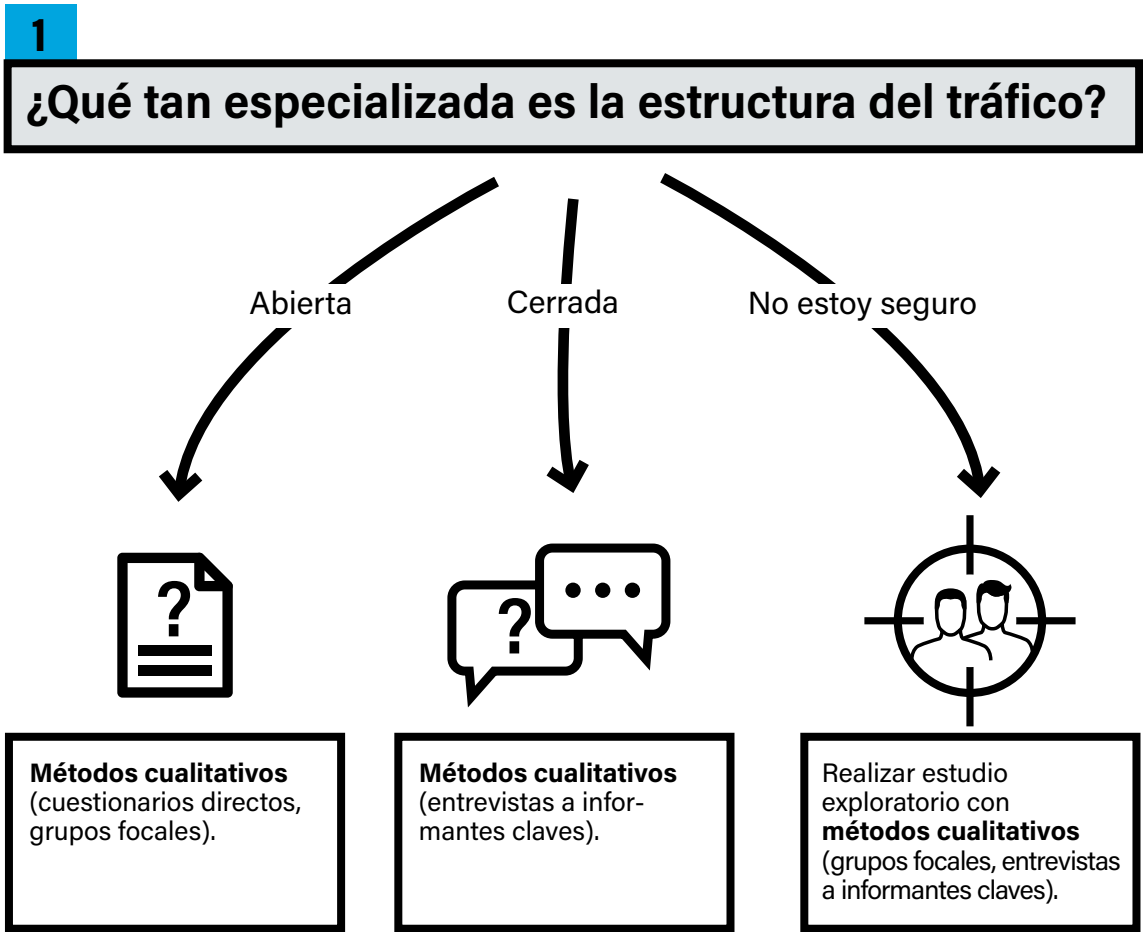 1
¿Qué tan especializada es la estructura del tráfico?
Abierta
Cerrada
No estoy seguro
?
?
Métodos cualitativos
(cuestionarios directos,
grupos focales).
Métodos cualitativos
(entrevistas a infor-
mantes claves).
Realizar estudio
exploratorio con
métodos cualitativos
(grupos focales, entrevistas
a informantes claves).